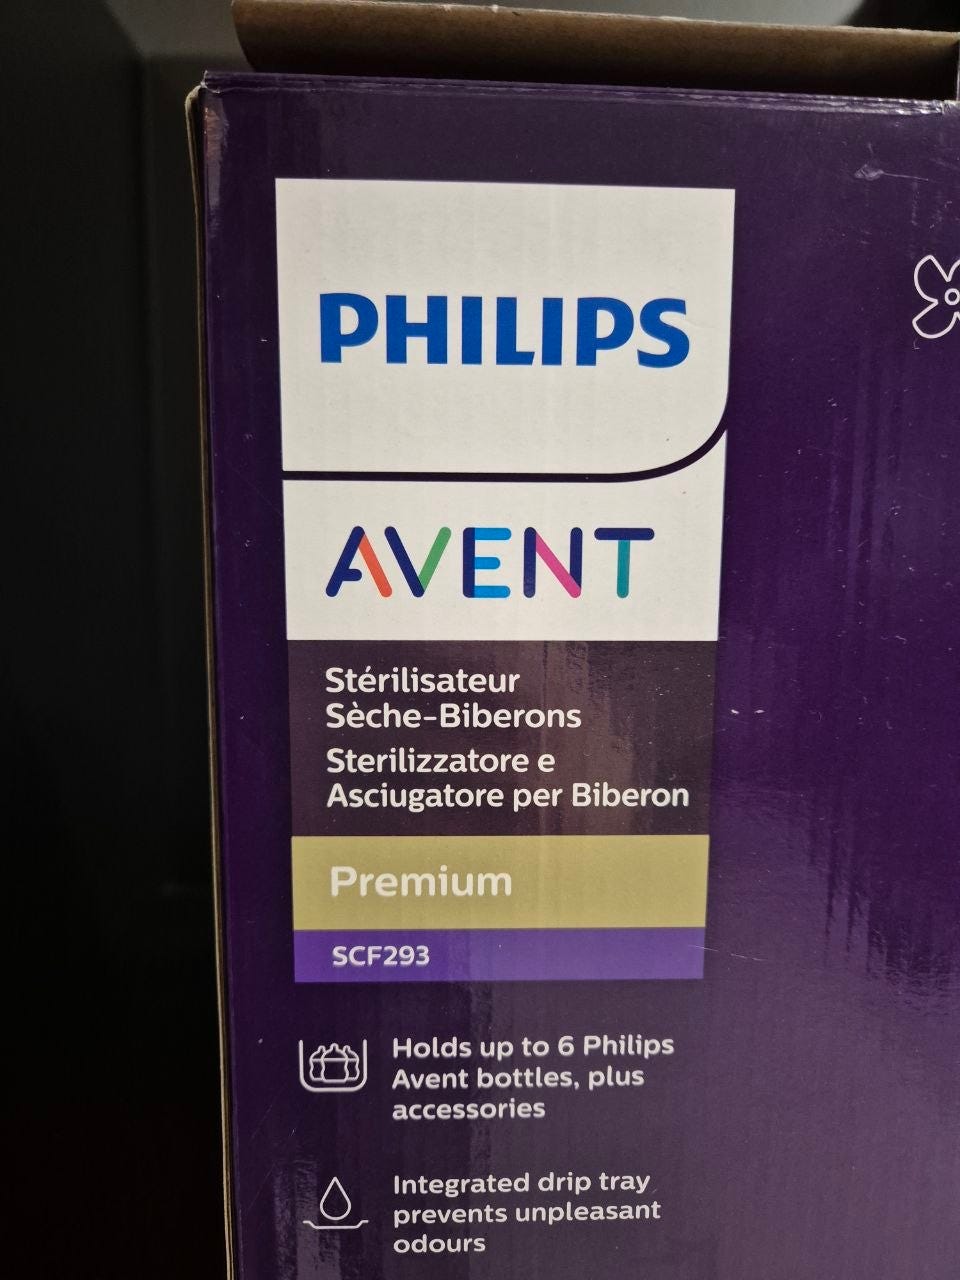 PHILIPS
AVENT
Stérilisateur
Sèche-Biberons
Sterilizzatore e
Asciugatore per Biberon
Premium
SCF293
Holds up to 6 Philips
Avent bottles, plus
accessories
Integrated drip tray
prevents unpleasant
odours